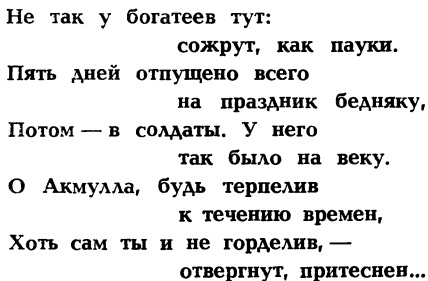 Не так у богатеев тут:
сожрут, как пауки.
Пять дней отпущено всего
на праздник бедняку,
Потом — в солдаты. У него
так было на веку.
О Акмулла, будь терпелив
к течению времен,
Хоть сам ты и не горделив, —
отвергнут, притеснен...